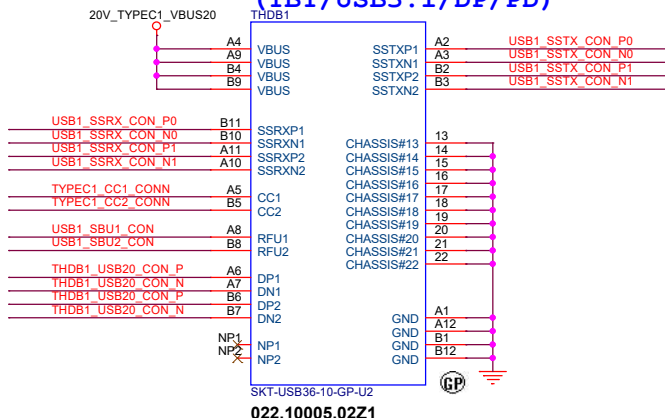 (TBT/USB3.1/DP/PD)
20V_TYPEC1_VBUS20
THDB1
A4 VBUS
A9 VBUS
B4 VBUS
B9 VBUS
SSTXP1 A2 USB1_SSTX_CON_P0
SSTXN1 A3 USB1_SSTX_CON_N0
SSTXP2 B2 USB1_SSTX_CON_P1
SSTXN2 B3 USB1_SSTX_CON_N1
USB1_SSRX_CON_P0 B11 SSRXP1
USB1_SSRX_CON_N0 B10 SSRXN1
USB1_SSRX_CON_P1 A11 SSRXP2
USB1_SSRX_CON_N1 A10 SSRXN2
CHASSIS#13 13
CHASSIS#14 14
CHASSIS#15 15
CHASSIS#16 16
CHASSIS#17 17
CHASSIS#18 18
CHASSIS#19 19
CHASSIS#20 20
CHASSIS#21 21
CHASSIS#22 22
TYPEC1_CC1_CONN A5 CC1
TYPEC1_CC2_CONN B5 CC2
USB1_SBU1_CON A8 RFU1
USB1_SBU2_CON B8 RFU2
THDB1_USB20_CON_P A6 DP1
THDB1_USB20_CON_N A7 DN1
THDB1_USB20_CON_P B6 DP2
THDB1_USB20_CON_N B7 DN2
GND A1
GND A12
GND B1
GND B12
NP1 NP1
NP2 NP2
GP
SKT-USB36-10-GP-U2
022.10005.02Z1